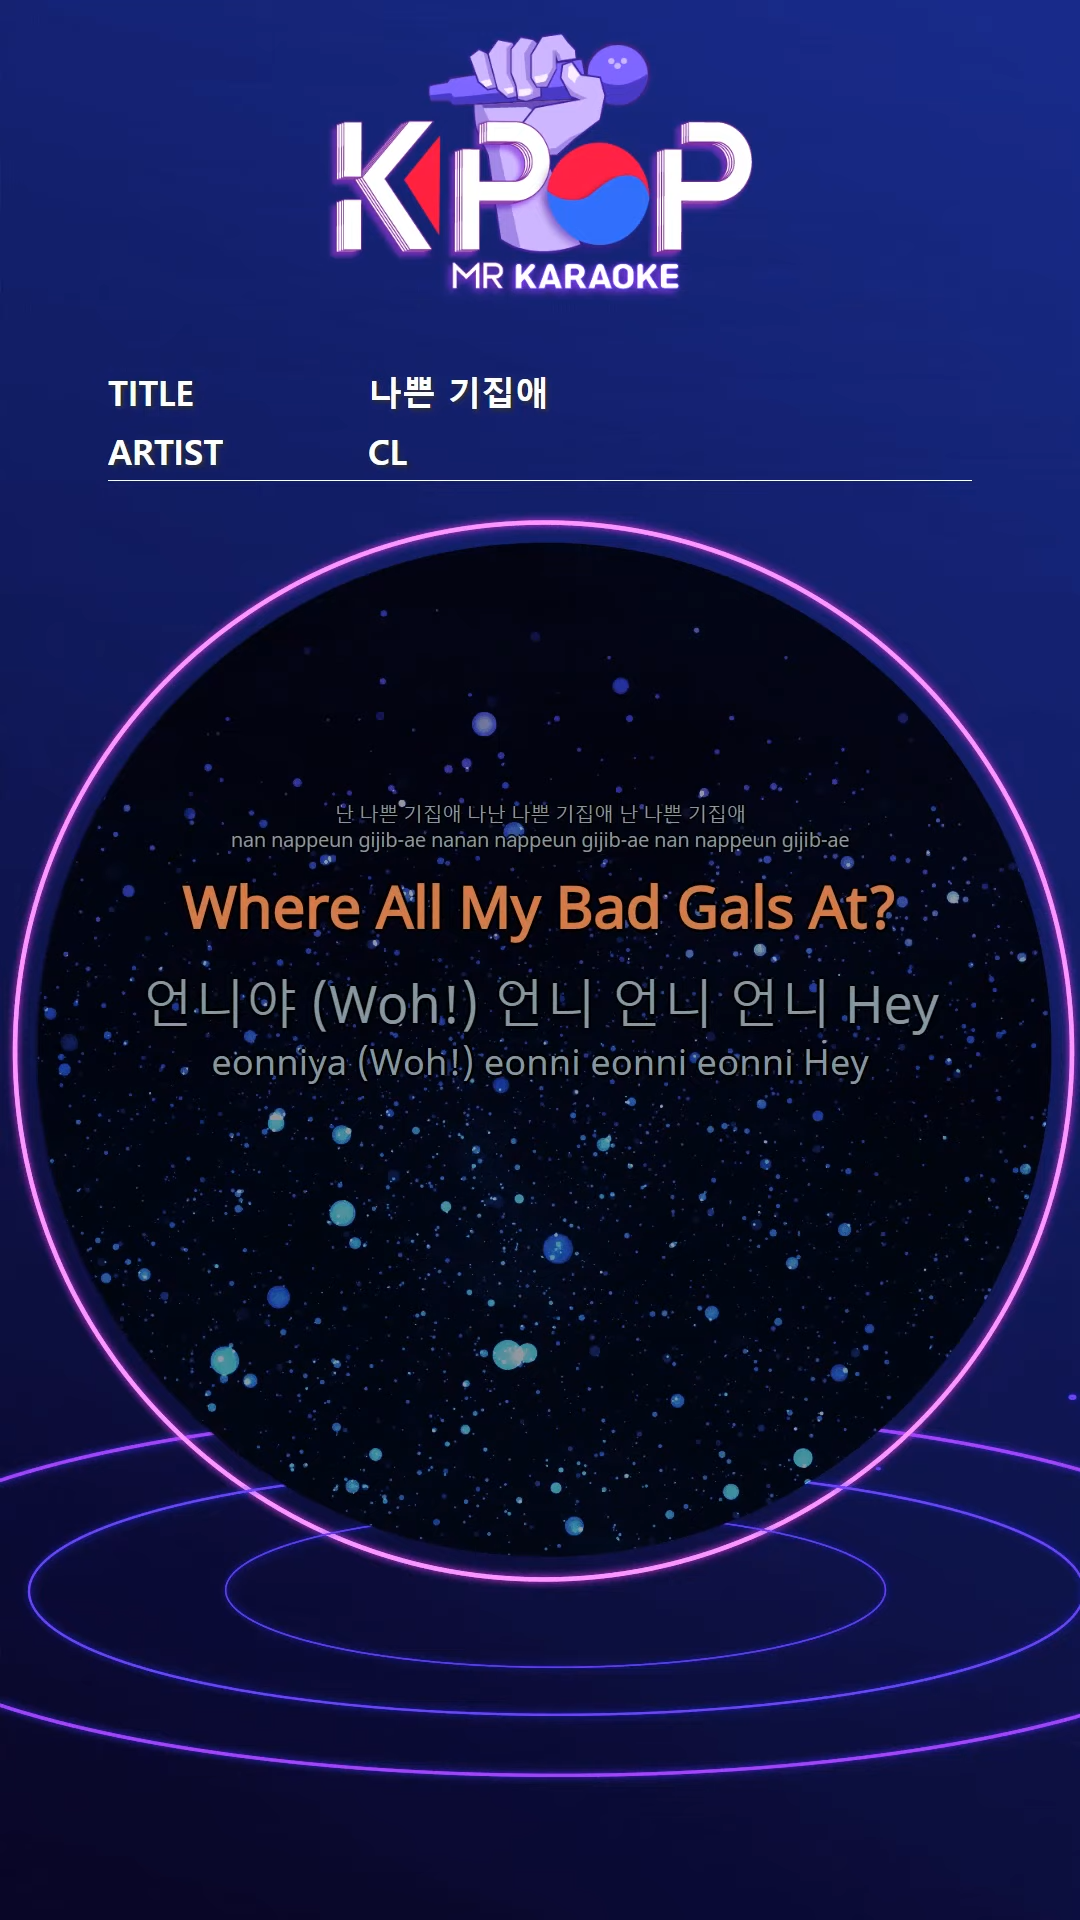 KPOP
MR KARAOKE
TITLE 나쁜 기집애
ARTIST CL
난 나쁜 기집애 나난 나쁜 기집애 난 나쁜 기집애
nan nappeun gijib-ae nanan nappeun gijib-ae nan nappeun gijib-ae
Where All My Bad Gals At?
언니야 (Woh!) 언니 언니 언니 Hey
eonniya (Woh!) eonni eonni eonni Hey